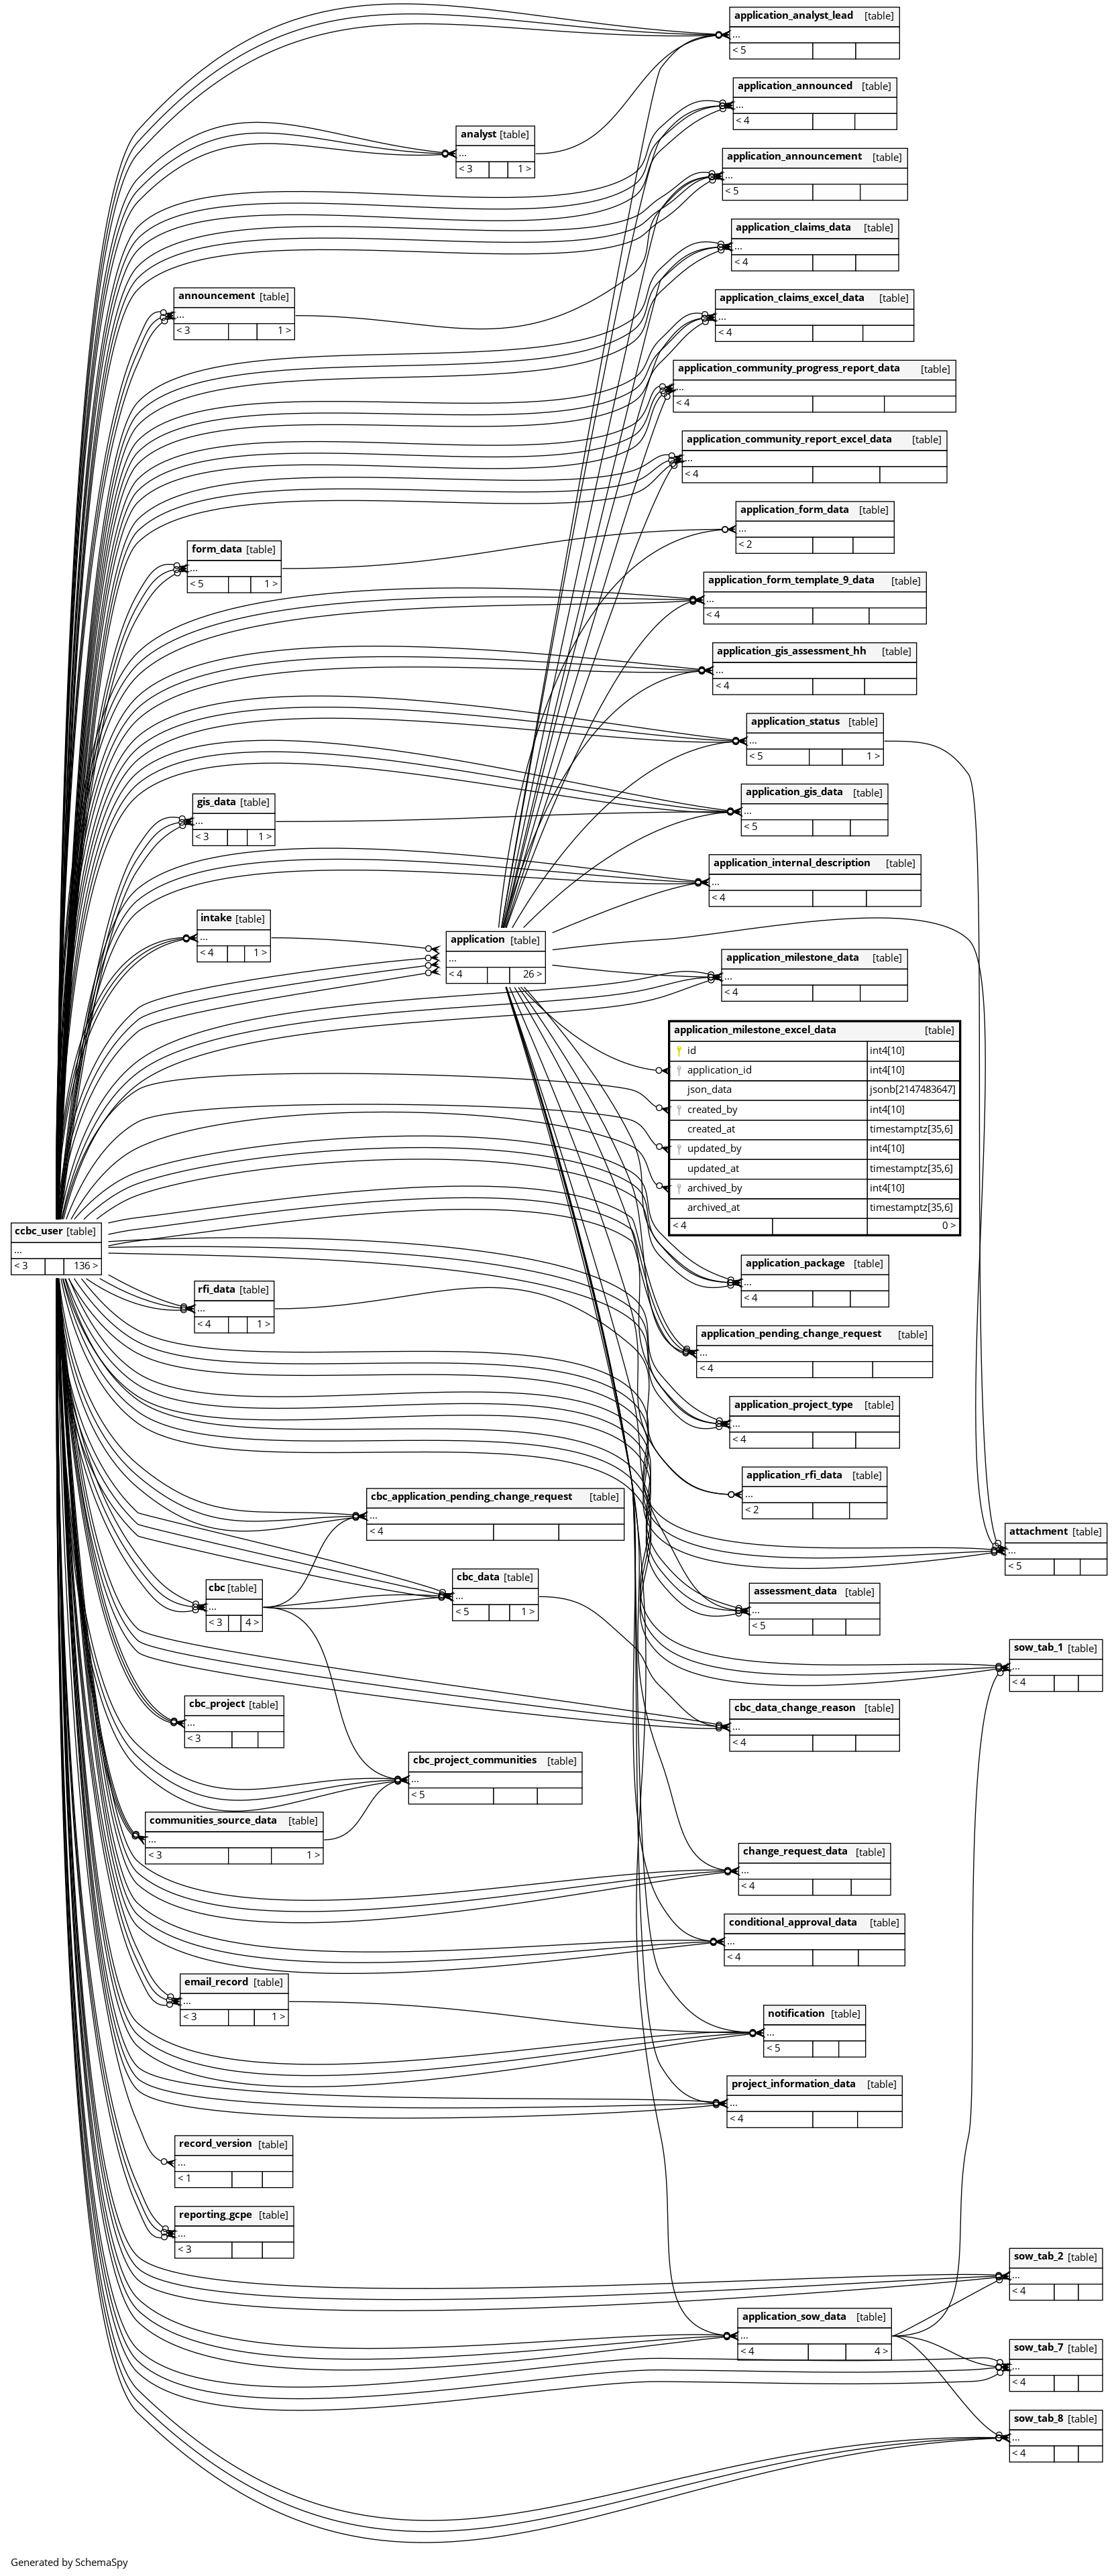 application_analyst_lead [table]
...
< 5
application_announced [table]
...
< 4
analyst [table]
...
< 3 1 >
application_announcement [table]
...
< 5
application_claims_data [table]
...
< 4
announcement [table]
...
< 3 1 >
application_claims_excel_data [table]
...
< 4
application_community_progress_report_data [table]
...
< 4
application_community_report_excel_data [table]
...
< 4
application_form_data [table]
...
< 2
form_data [table]
...
< 5 1 >
application_form_template_9_data [table]
...
< 4
application_gis_assessment_hh [table]
...
< 4
application_status [table]
...
< 5 1 >
application_gis_data [table]
...
< 5
gis_data [table]
...
< 3 1 >
application_internal_description [table]
...
< 4
intake [table]
...
< 4 1 >
application [table]
...
< 4 26 >
application_milestone_data [table]
...
< 4
application_milestone_excel_data [table]
id int4[10]
application_id int4[10]
json_data jsonb[2147483647]
created_by int4[10]
created_at timestamptz[35,6]
updated_by int4[10]
updated_at timestamptz[35,6]
archived_by int4[10]
archived_at timestamptz[35,6]
< 4 0 >
ccbc_user [table]
...
< 3 136 >
application_package [table]
...
< 4
rfi_data [table]
...
< 4 1 >
application_pending_change_request [table]
...
< 4
application_project_type [table]
...
< 4
application_rfi_data [table]
...
< 2
cbc_application_pending_change_request [table]
...
< 4
attachment [table]
...
< 5
cbc [table]
...
< 3 4 >
cbc_data [table]
...
< 5 1 >
assessment_data [table]
...
< 5
sow_tab_1 [table]
...
< 4
cbc_project [table]
...
< 3
cbc_data_change_reason [table]
...
< 4
cbc_project_communities [table]
...
< 5
communities_source_data [table]
...
< 3 1 >
change_request_data [table]
...
< 4
conditional_approval_data [table]
...
< 4
email_record [table]
...
< 3 1 >
notification [table]
...
< 5
project_information_data [table]
...
< 4
record_version [table]
...
< 1
reporting_gcpe [table]
...
< 3
sow_tab_2 [table]
...
< 4
application_sow_data [table]
...
< 4 4 >
sow_tab_7 [table]
...
< 4
sow_tab_8 [table]
...
< 4
Generated by SchemaSpy